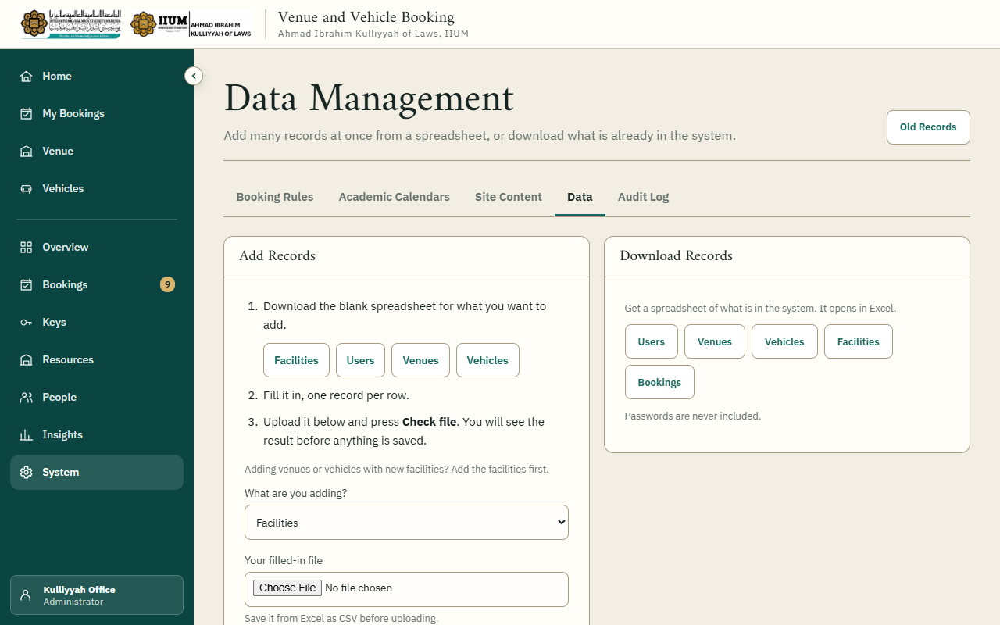 INTERNATIONAL ISLAMIC UNIVERSITY MALAYSIA
IIUM
AHMAD IBRAHIM
KULLIYYAH OF LAWS
Venue and Vehicle Booking
Ahmad Ibrahim Kulliyyah of Laws, IIUM
Home
My Bookings
Venue
Vehicles
Overview
Bookings 9
Keys
Resources
People
Insights
System
Kulliyyah Office
Administrator
Data Management
Add many records at once from a spreadsheet, or download what is already in the system.
Old Records
Booking Rules Academic Calendars Site Content Data Audit Log
Add Records
1. Download the blank spreadsheet for what you want to
add.
Facilities Users Venues Vehicles
2. Fill it in, one record per row.
3. Upload it below and press Check file. You will see the
result before anything is saved.
Adding venues or vehicles with new facilities? Add the facilities first.
What are you adding?
Facilities
Your filled-in file
Choose File No file chosen
Save it from Excel as CSV before uploading.
Download Records
Get a spreadsheet of what is in the system. It opens in Excel.
Users Venues Vehicles Facilities
Bookings
Passwords are never included.